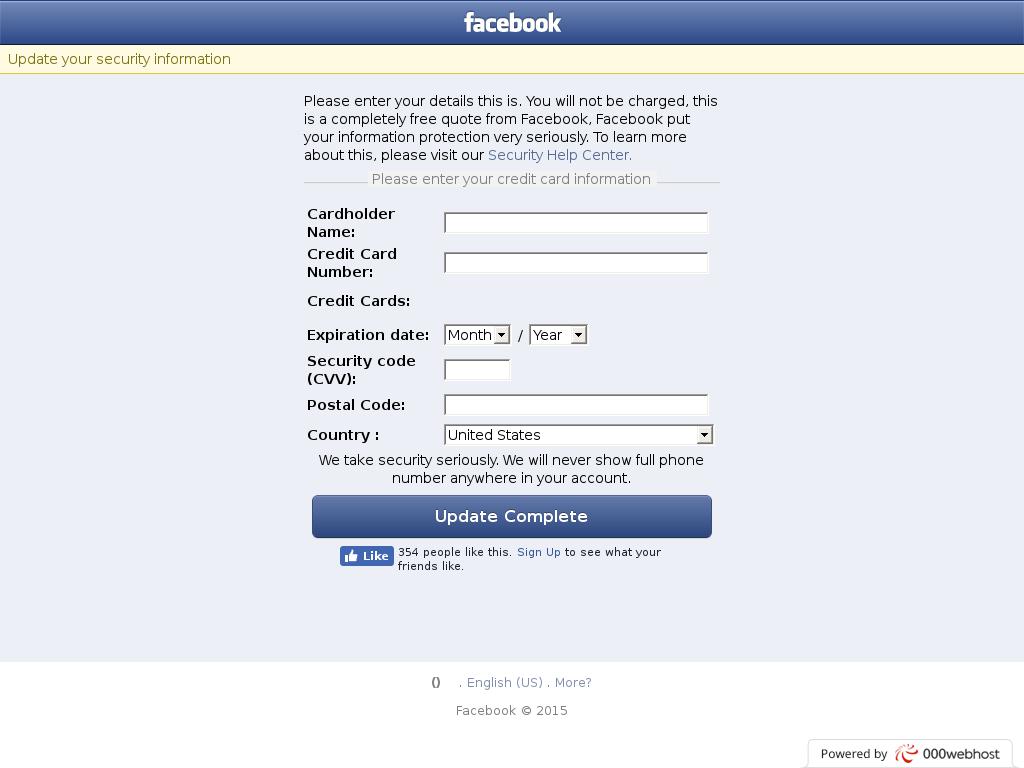 facebook
Update your security information
Please enter your details this is. You will not be charged, this
is a completely free quote from Facebook, Facebook put
your information protection very seriously. To learn more
about this, please visit our Security Help Center.
Please enter your credit card information
Cardholder
Name:
Credit Card
Number:
Credit Cards:
Expiration date: Month / Year
Security code
(CVV):
Postal Code:
Country : United States
We take security seriously. We will never show full phone
number anywhere in your account.
Update Complete
Like 354 people like this. Sign Up to see what your
friends like.
() . English (US) . More?
Facebook © 2015
Powered by 000webhost